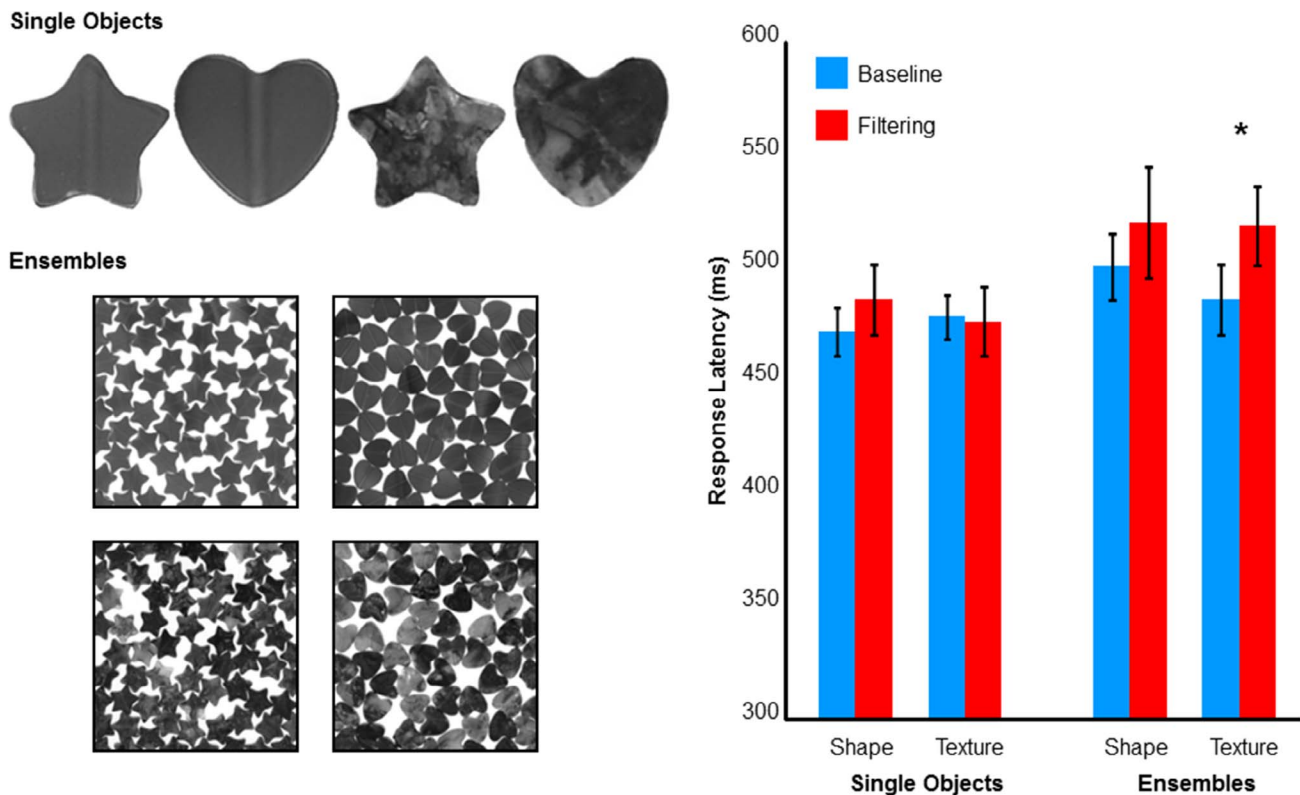 Single Objects
Ensembles
600
550
500
450
400
350
300
Response Latency (ms)
Baseline
Filtering
*
Shape Texture Shape Texture
Single Objects Ensembles